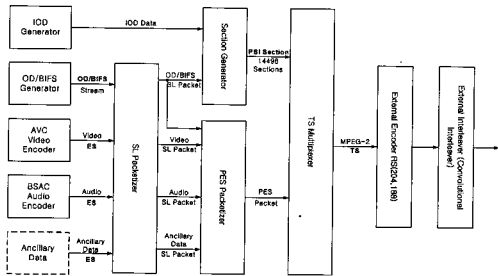 IOD
Generator
IOD Data
OD/BIFS
Generator
OD/BIFS
Stream
AVC
Video
Encoder
Video
ES
BSAC
Audio
Encoder
Audio
ES
Ancillary
Data
Ancillary
Data
ES
SL Packetizer
OD/BIFS
SL Packet
Video
SL Packet
Audio
SL Packet
Ancillary
Data
SL Packet
Section Generator
PES Packetizer
PSI Section
14496
Sections
PES
Packet
TS Multiplexer
MPEG-2
TS
External Encoder RS(204,188)
External Interleaver (Convolutional
Interleaver)